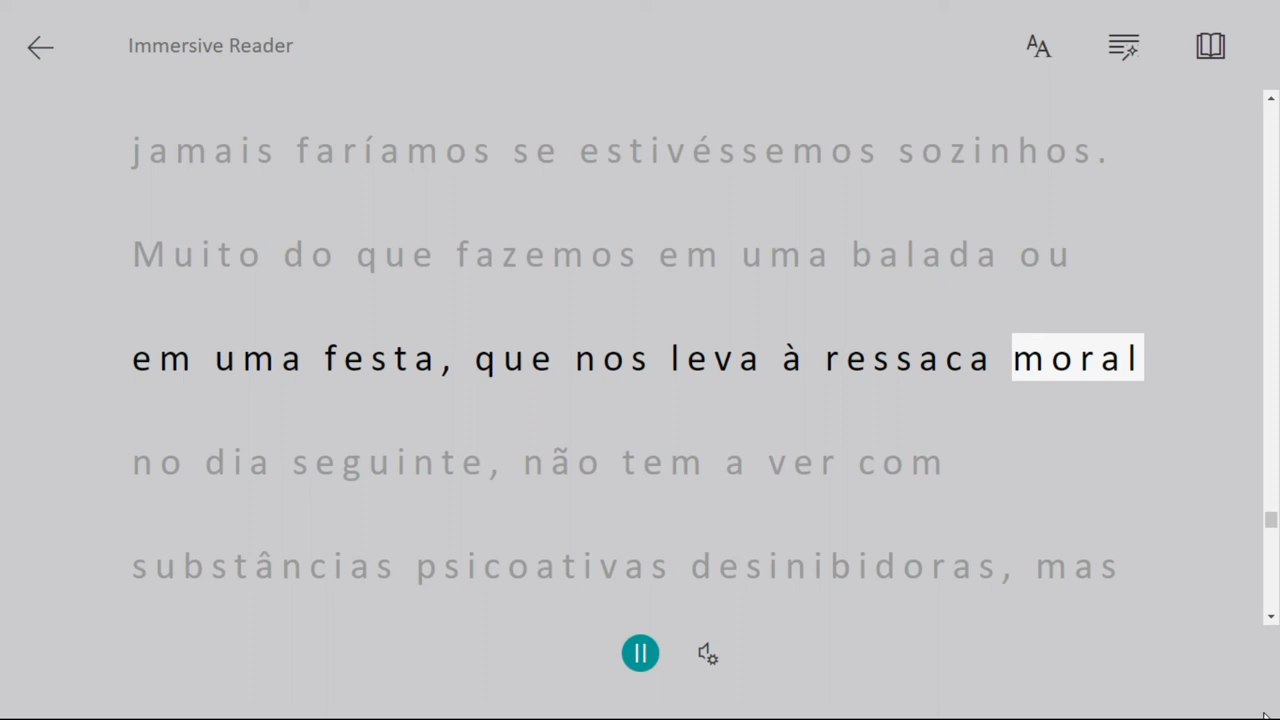 Immersive Reader
jamais faríamos se estivéssemos sozinhos.
Muito do que fazemos em uma balada ou
em uma festa, que nos leva à ressaca moral
no dia seguinte, não tem a ver com
substâncias psicoativas desinibidoras, mas